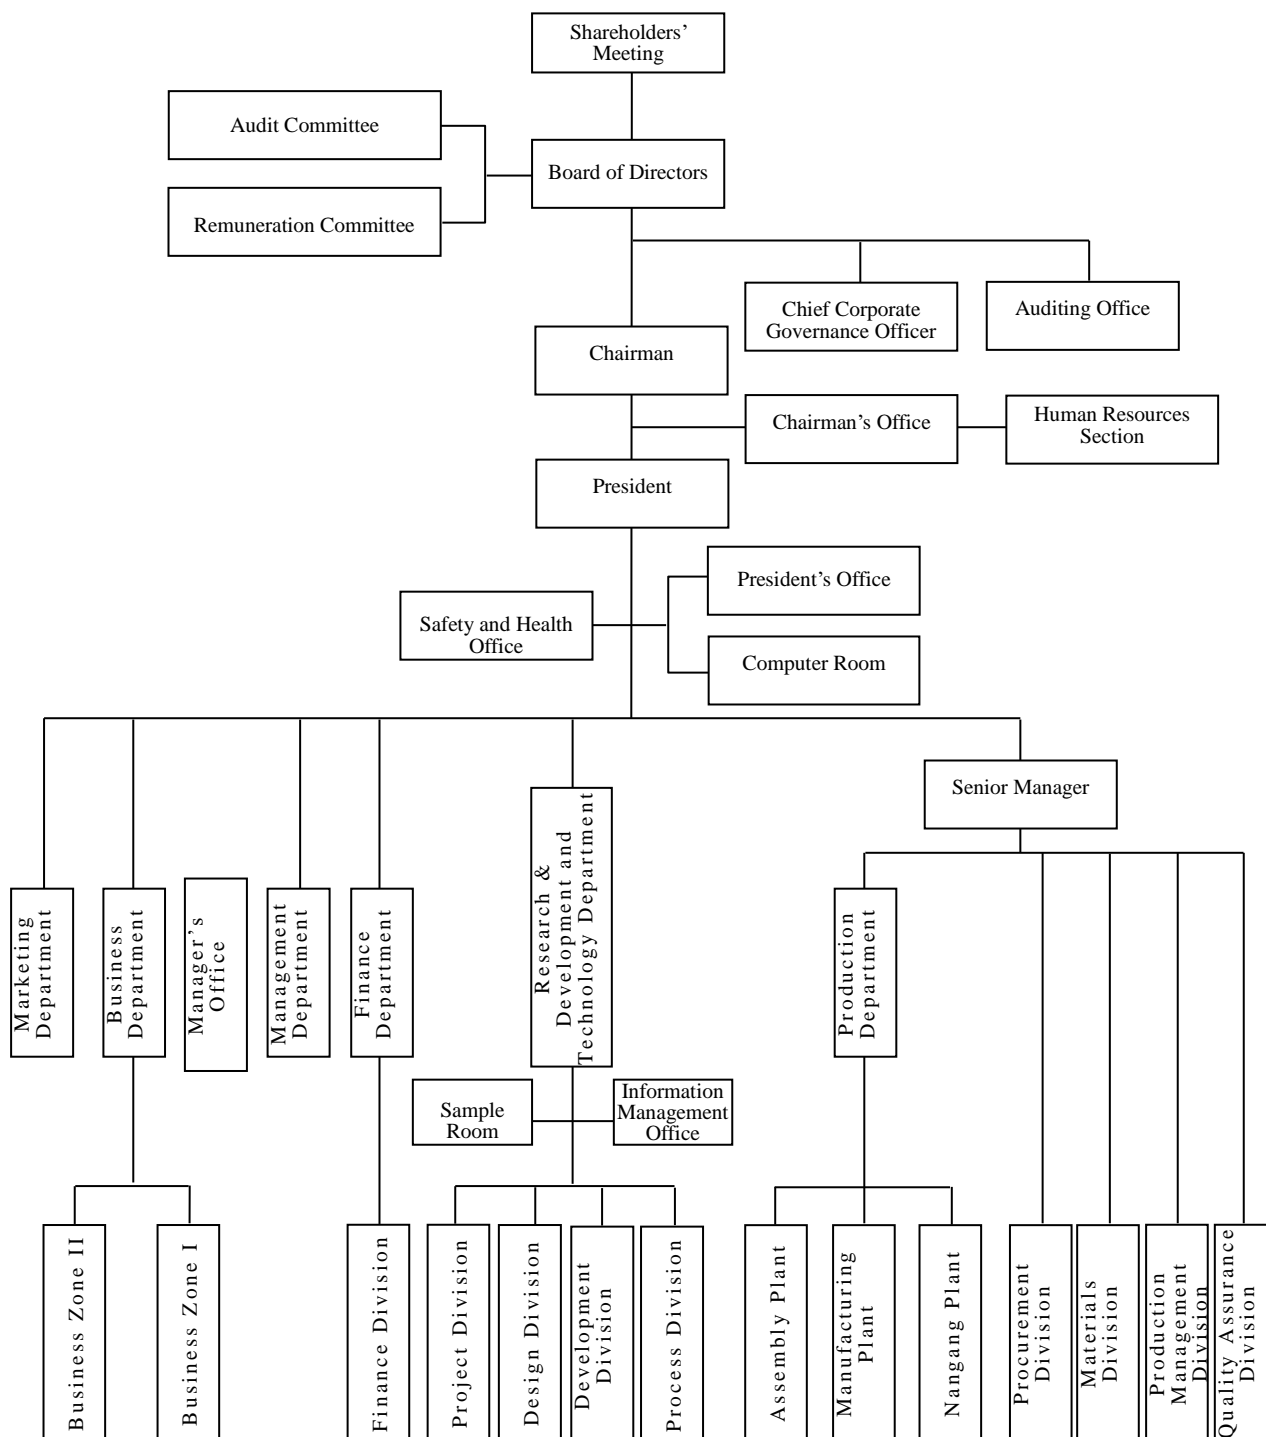 Shareholders’
Meeting
Audit Committee
Board of Directors
Remuneration Committee
Chief Corporate
Governance Officer
Auditing Office
Chairman
Chairman’s Office
Human Resources
Section
President
President’s Office
Safety and Health
Office
Computer Room
Senior Manager
Marketing
Department
Business
Department
Manager’s
Office
Management
Department
Finance
Department
Research &
Development and
Technology Department
Production
Department
Sample
Room
Information
Management
Office
Business Zone II
Business Zone I
Finance Division
Project Division
Design Division
Development
Division
Process Division
Assembly Plant
Manufacturing
Plant
Nangang Plant
Procurement
Division
Materials
Division
Production
Management
Division
Quality Assurance
Division